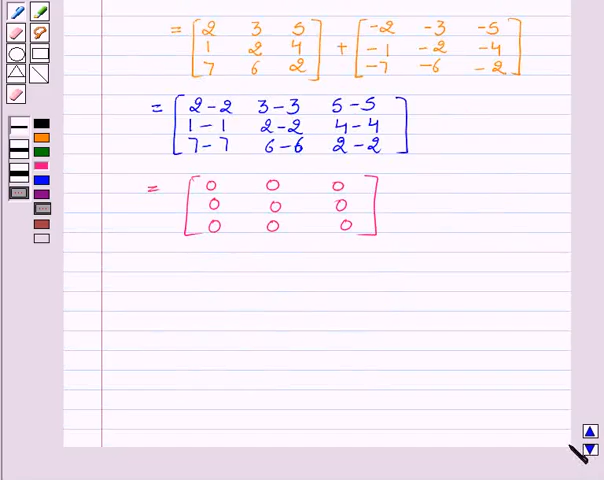 = [ 2 3 5 ] + [ -2 -3 -5 ]
1 2 4 -1 -2 -4
7 6 2 -7 -6 -2
= [ 2-2 3-3 5-5 ]
1-1 2-2 4-4
7-7 6-6 2-2
= [ 0 0 0 ]
0 0 0
0 0 0